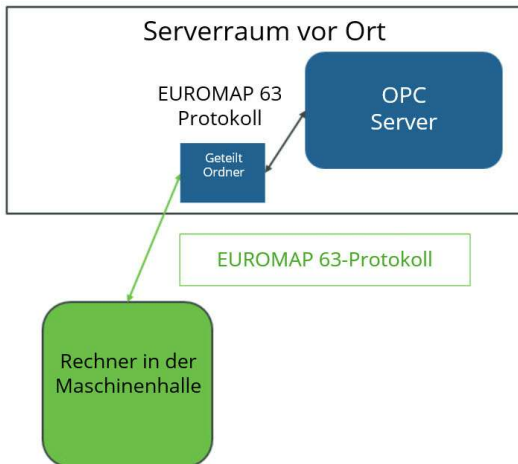 Serverraum vor Ort
EUROMAP 63
Protokoll
OPC
Server
Geteilt
Ordner
EUROMAP 63-Protokoll
Rechner in der
Maschinenhalle